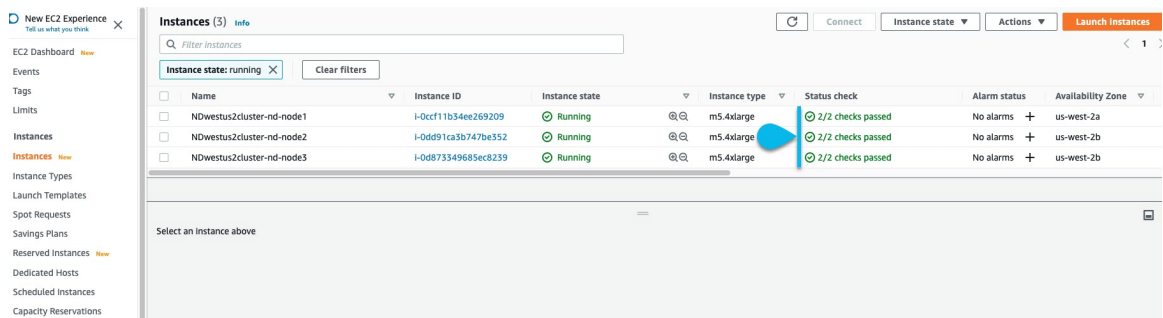 New EC2 Experience
Tell us what you think
EC2 Dashboard New
Events
Tags
Limits
Instances
Instances New
Instance Types
Launch Templates
Spot Requests
Savings Plans
Reserved Instances New
Dedicated Hosts
Scheduled Instances
Capacity Reservations
Instances (3) Info
Connect
Instance state
Actions
Launch Instances
Filter instances
1
Instance state: running
Clear filters
Name Instance ID Instance state Instance type Status check Alarm status Availability Zone
NDwestus2cluster-nd-node1 i-0ccf11b34ee269209 Running m5.4xlarge 2/2 checks passed No alarms + us-west-2a
NDwestus2cluster-nd-node2 i-0dd91ca3b747be352 Running m5.4xlarge 2/2 checks passed No alarms + us-west-2b
NDwestus2cluster-nd-node3 i-0d873349685ec8239 Running m5.4xlarge 2/2 checks passed No alarms + us-west-2b
Select an instance above